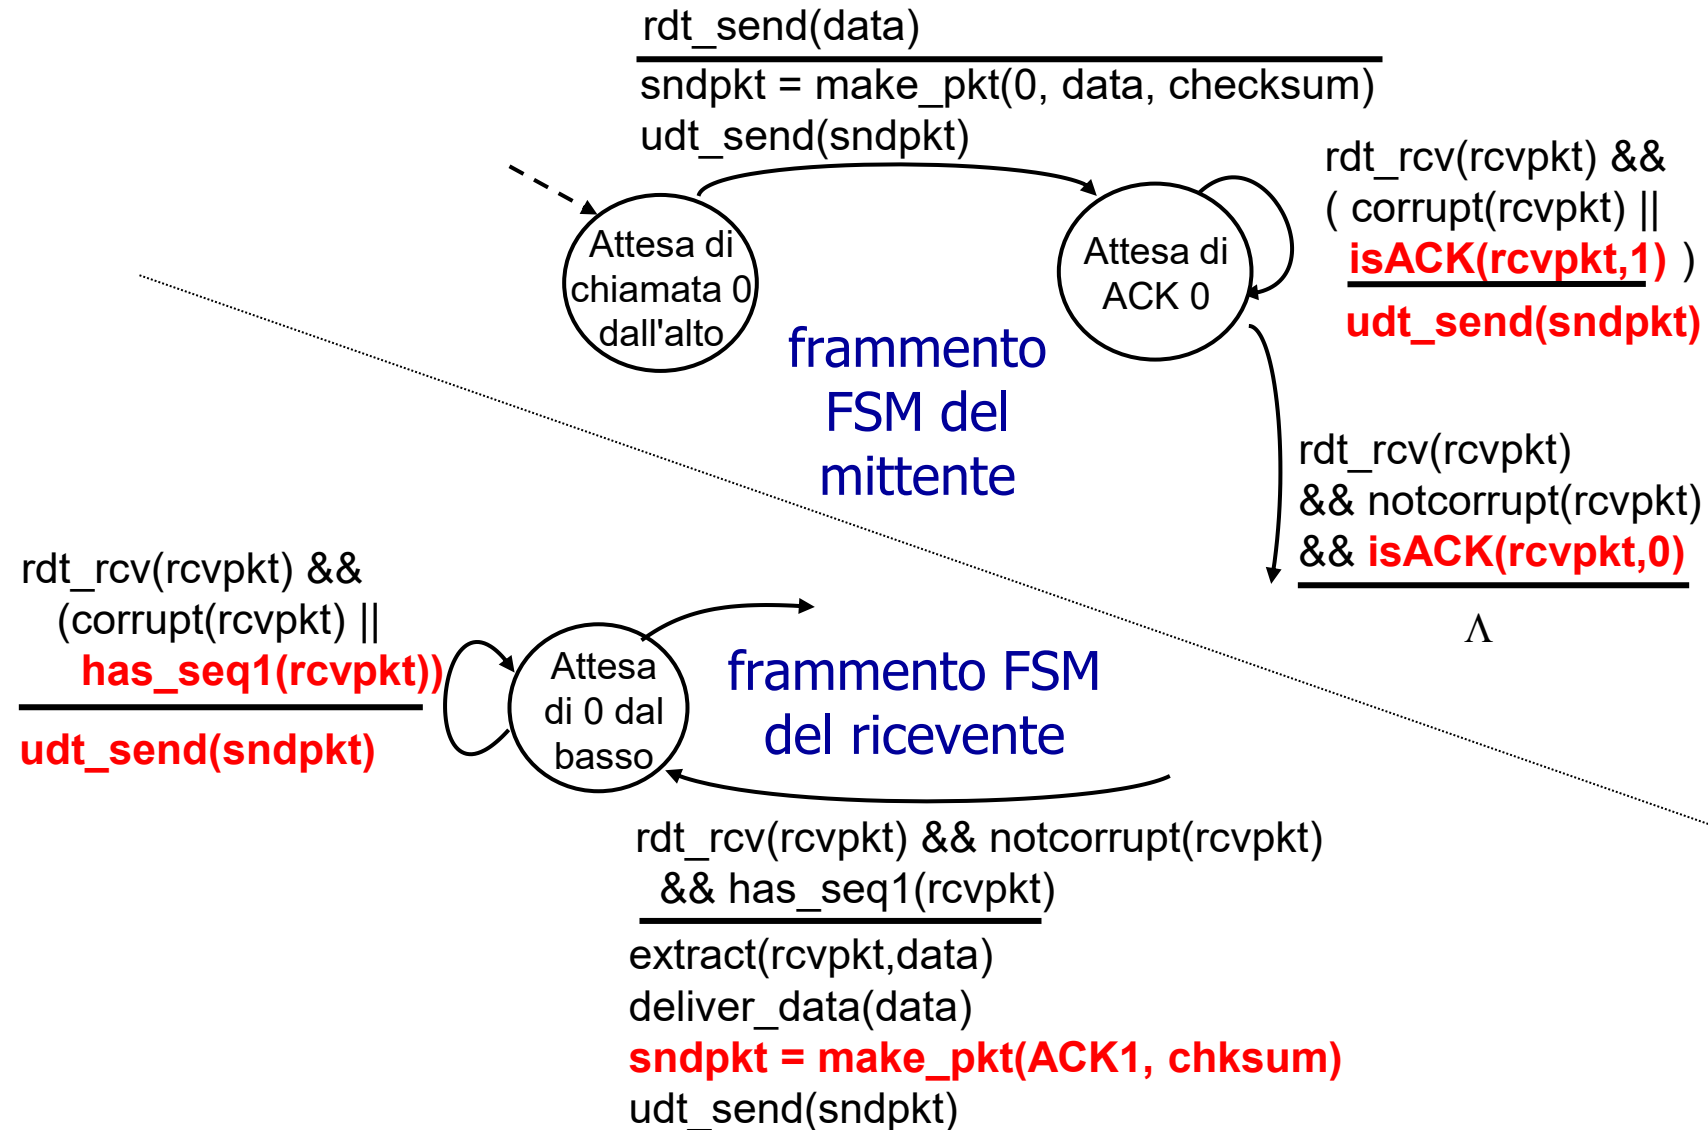 rdt_send(data)
sndpkt = make_pkt(0, data, checksum)
udt_send(sndpkt)
Attesa di
chiamata 0
dall'alto
Attesa di
ACK 0
rdt_rcv(rcvpkt) &&
( corrupt(rcvpkt) ||
isACK(rcvpkt,1) )
udt_send(sndpkt)
frammento
FSM del
mittente
rdt_rcv(rcvpkt)
&& notcorrupt(rcvpkt)
&& isACK(rcvpkt,0)
Λ
rdt_rcv(rcvpkt) &&
(corrupt(rcvpkt) ||
has_seq1(rcvpkt))
udt_send(sndpkt)
Attesa
di 0 dal
basso
frammento FSM
del ricevente
rdt_rcv(rcvpkt) && notcorrupt(rcvpkt)
&& has_seq1(rcvpkt)
extract(rcvpkt,data)
deliver_data(data)
sndpkt = make_pkt(ACK1, chksum)
udt_send(sndpkt)